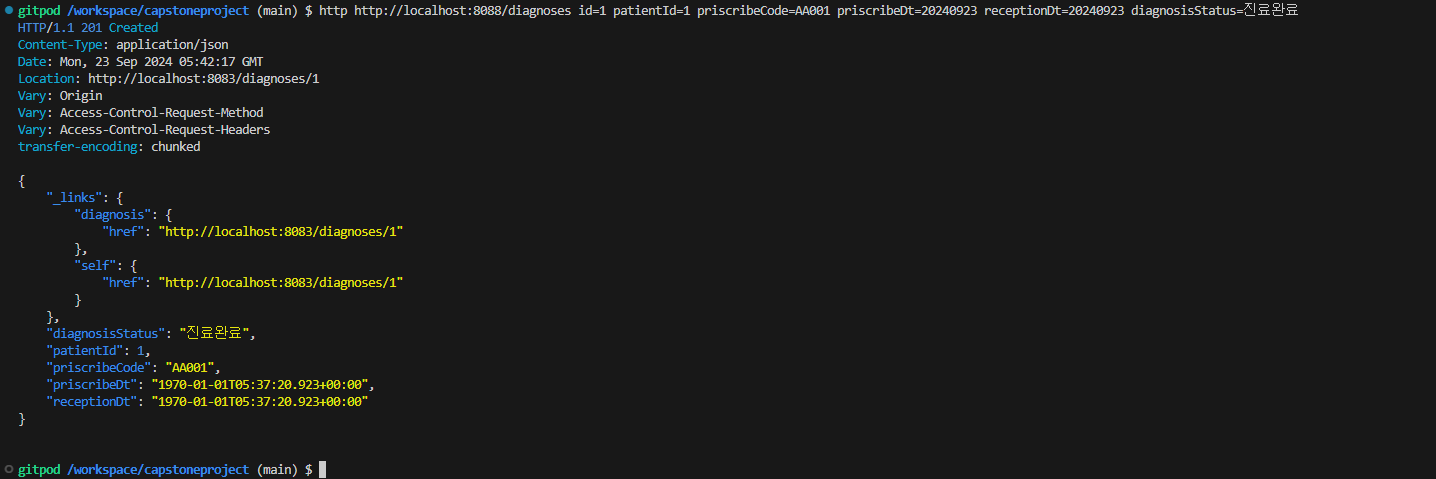 gitpod /workspace/capstoneproject (main) $ http http://localhost:8088/diagnoses id=1 patientId=1 priscribeCode=AA001 priscribeDt=20240923 receptionDt=20240923 diagnosisStatus=진료완료
HTTP/1.1 201 Created
Content-Type: application/json
Date: Mon, 23 Sep 2024 05:42:17 GMT
Location: http://localhost:8083/diagnoses/1
Vary: Origin
Vary: Access-Control-Request-Method
Vary: Access-Control-Request-Headers
transfer-encoding: chunked
{
"_links": {
"diagnosis": {
"href": "http://localhost:8083/diagnoses/1"
},
"self": {
"href": "http://localhost:8083/diagnoses/1"
}
},
"diagnosisStatus": "진료완료",
"patientId": 1,
"priscribeCode": "AA001",
"priscribeDt": "1970-01-01T05:37:20.923+00:00",
"receptionDt": "1970-01-01T05:37:20.923+00:00"
}
gitpod /workspace/capstoneproject (main) $